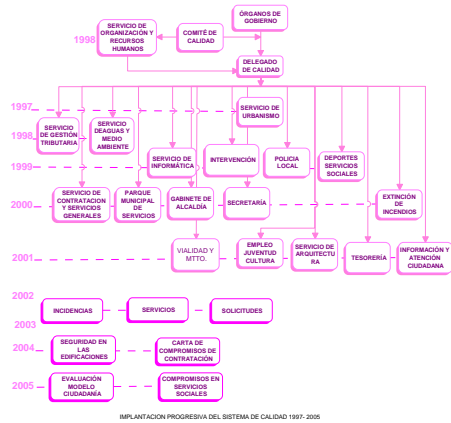 ÓRGANOS DE
GOBIERNO
SERVICIO DE
ORGANIZACIÓN Y
RECURSOS
HUMANOS
COMITÉ DE
CALIDAD
1998
DELEGADO
DE CALIDAD
1997
SERVICIO DE
URBANISMO
1998
SERVICIO
DE GESTIÓN
TRIBUTARIA
SERVICIO
DEAGUAS Y
MEDIO
AMBIENTE
1999
SERVICIO DE
INFORMÁTICA
INTERVENCIÓN
POLICIA
LOCAL
DEPORTES
SERVICIOS
SOCIALES
2000
SERVICIO DE
CONTRATACION
Y SERVICIOS
GENERALES
PARQUE
MUNICIPAL
DE
SERVICIOS
GABINETE DE
ALCALDÍA
SECRETARÍA
EXTINCIÓN
DE
INCENDIOS
2001
VIALIDAD Y
MTTO.
EMPLEO
JUVENTUD
CULTURA
SERVICIO DE
ARQUITECTU
RA
TESORERÍA
INFORMACIÓN Y
ATENCIÓN
CIUDADANA
2002
INCIDENCIAS
SERVICIOS
SOLICITUDES
2003
2004
SEGURIDAD EN
LAS
EDIFICACIONES
CARTA DE
COMPROMISOS DE
CONTRATACIÓN
2005
EVALUACIÓN
MODELO
CIUDADANÍA
COMPROMISOS EN
SERVICIOS
SOCIALES
IMPLANTACION PROGRESIVA DEL SISTEMA DE CALIDAD 1997- 2005